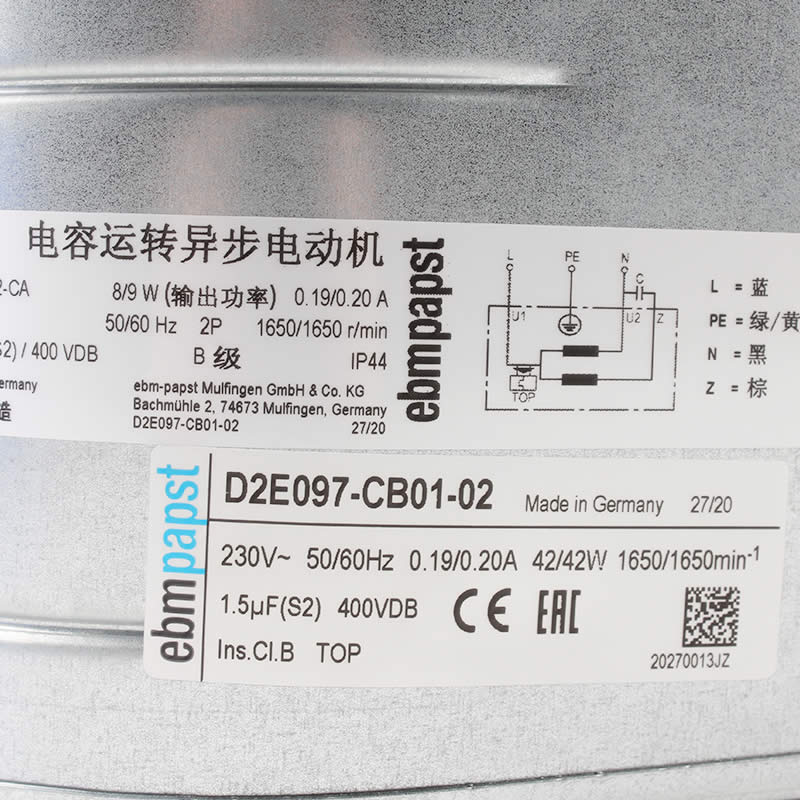 电容运转异步电动机
2-CA 8/9 W (输出功率) 0.19/0.20 A
50/60 Hz 2P 1650/1650 r/min
S2) / 400 VDB B 级 IP44
ermany ebm-papst Mulfingen GmbH & Co. KG
造 Bachmühle 2, 74673 Mulfingen, Germany
D2E097-CB01-02 27/20
ebmpapst
L PE N
C
U1 U2 Z
TOP
L = 蓝
PE = 绿/黄
N = 黑
Z = 棕
ebmpapst
D2E097-CB01-02 Made in Germany 27/20
230V~ 50/60Hz 0.19/0.20A 42/42W 1650/1650min-1
1.5µF(S2) 400VDB CE EAC
Ins.Cl.B TOP
20270013JZ